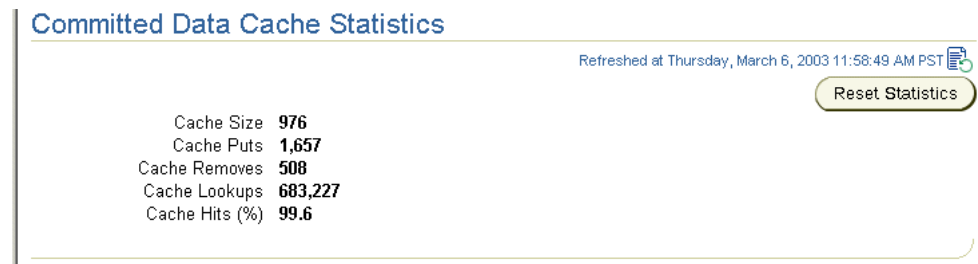 Committed Data Cache Statistics
Refreshed at Thursday, March 6, 2003 11:58:49 AM PST
Reset Statistics
Cache Size 976
Cache Puts 1,657
Cache Removes 508
Cache Lookups 683,227
Cache Hits (%) 99.6